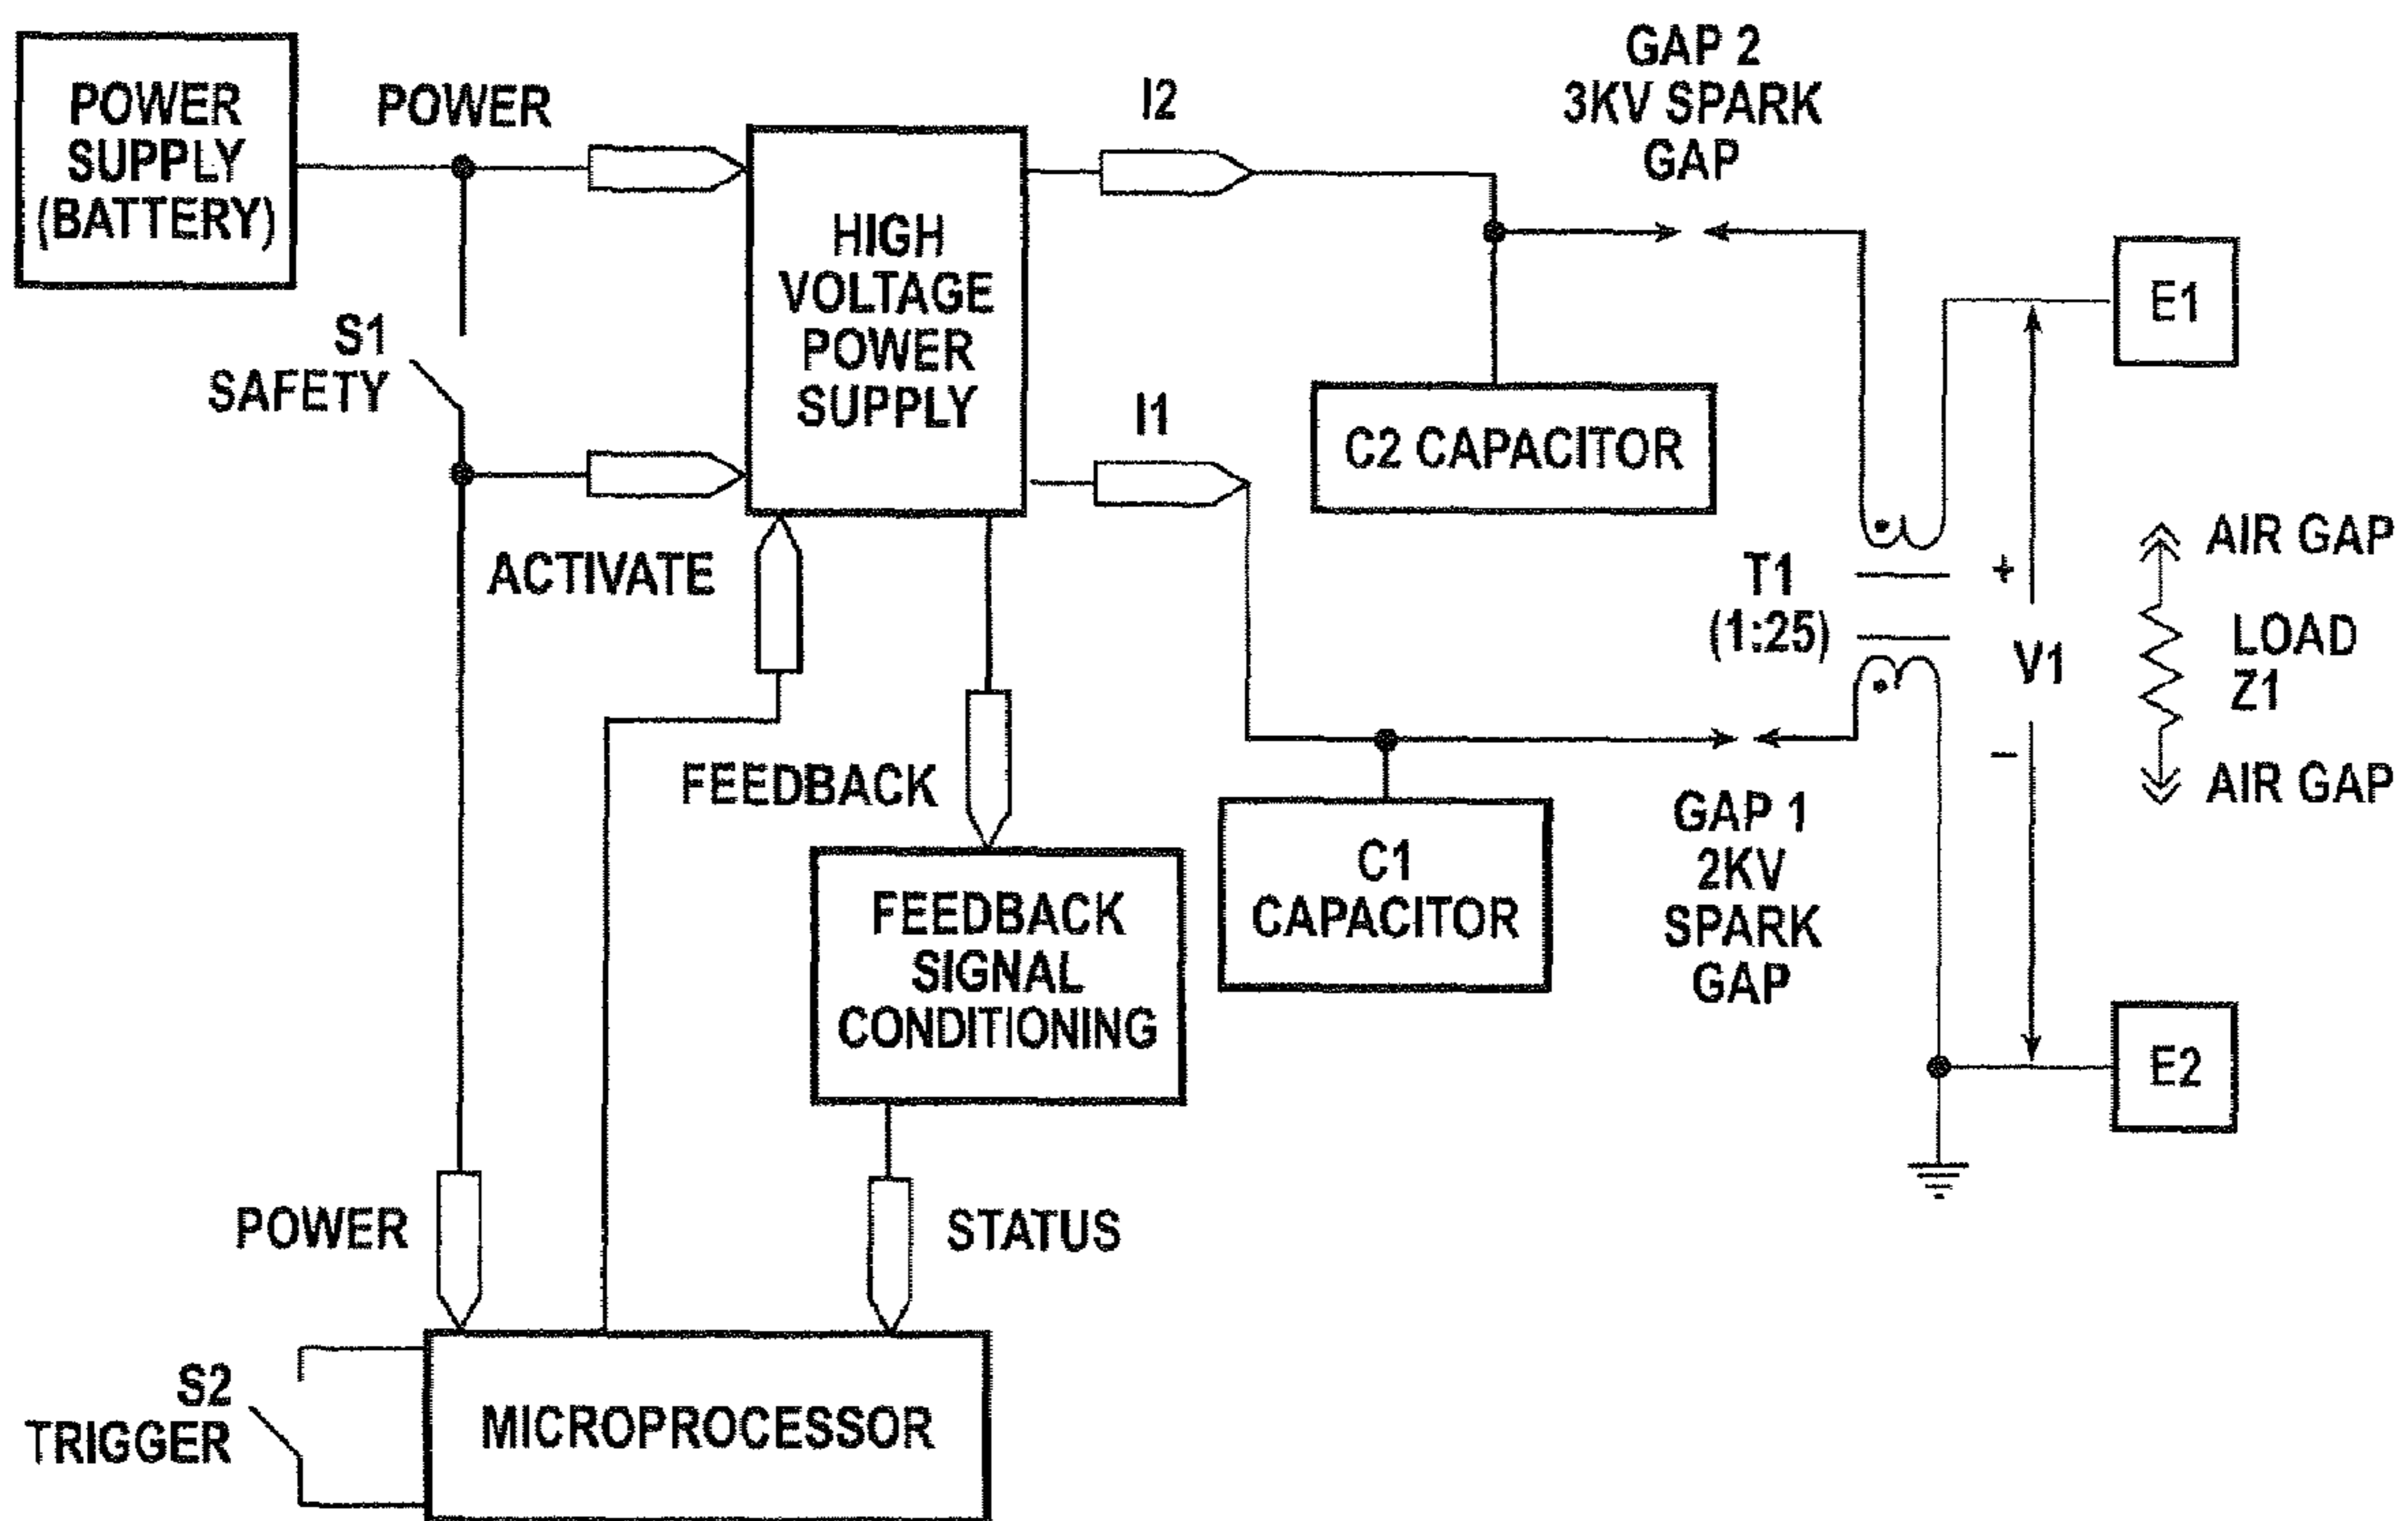 POWER
SUPPLY
(BATTERY)
POWER
S1
SAFETY
HIGH
VOLTAGE
POWER
SUPPLY
I2
GAP 2
3KV SPARK
GAP
I1
C2 CAPACITOR
E1
ACTIVATE
T1
(1:25)
+
V1
–
AIR GAP
LOAD
Z1
AIR GAP
FEEDBACK
C1
CAPACITOR
GAP 1
2KV
SPARK
GAP
FEEDBACK
SIGNAL
CONDITIONING
E2
POWER
STATUS
S2
TRIGGER
MICROPROCESSOR